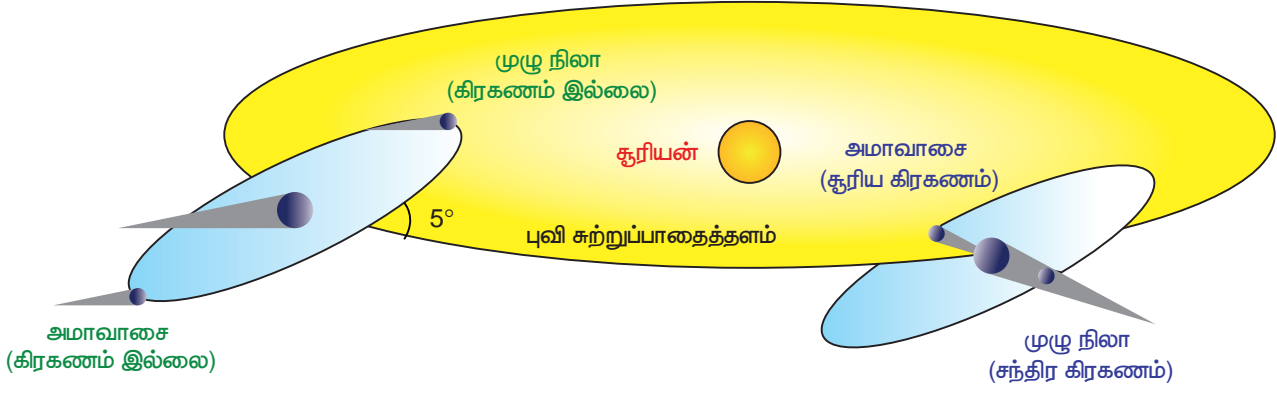 முழு நிலா
(கிரகணம் இல்லை)
சூரியன்
அமாவாசை
(சூரிய கிரகணம்)
5°
புவி சுற்றுப்பாதைத்தளம்
அமாவாசை
(கிரகணம் இல்லை)
முழு நிலா
(சந்திர கிரகணம்)